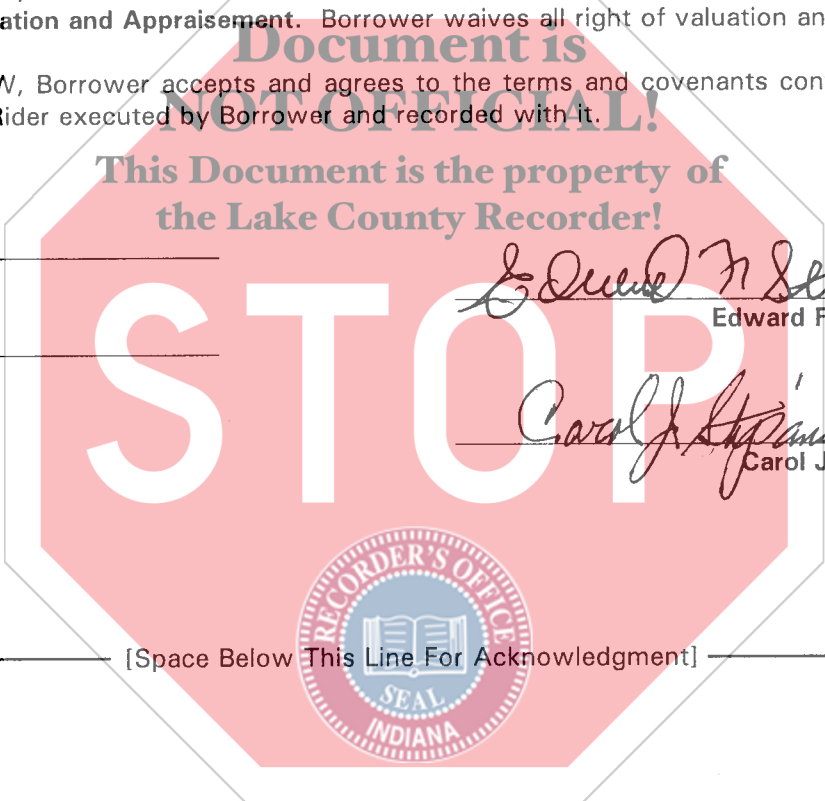 ation and Appraisement. Borrower waives all right of valuation an
Document is
W, Borrower accepts and agrees to the terms and covenants con
Rider executed by Borrower and recorded with it.
NOT OFFICIAL!
This Document is the property of
the Lake County Recorder!
Edward F
Edward F
STOP
Carol J
Carol J
RECORDER'S OFFICE
[Space Below This Line For Acknowledgment]
SEAL
INDIANA